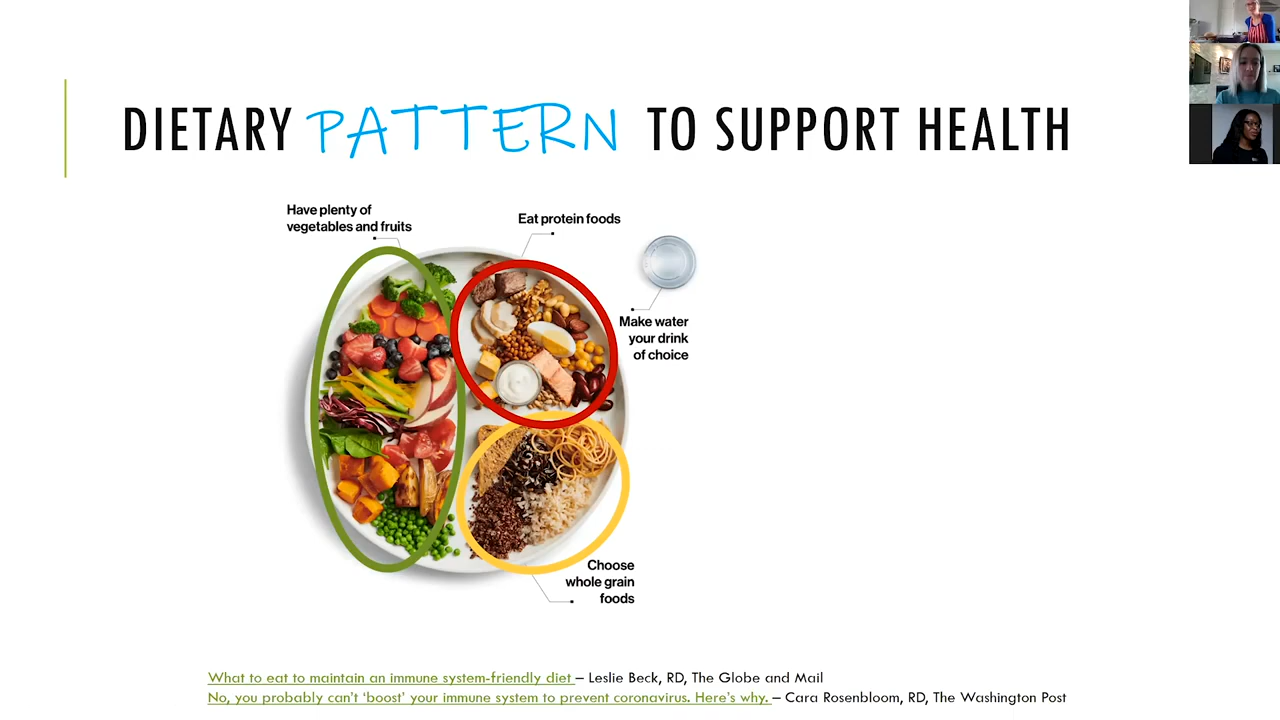 DIETARY PATTERN TO SUPPORT HEALTH
Have plenty of
vegetables and fruits
Eat protein foods
Make water
your drink
of choice
Choose
whole grain
foods
What to eat to maintain an immune system-friendly diet – Leslie Beck, RD, The Globe and Mail
No, you probably can't 'boost' your immune system to prevent coronavirus. Here's why. – Cara Rosenbloom, RD, The Washington Post